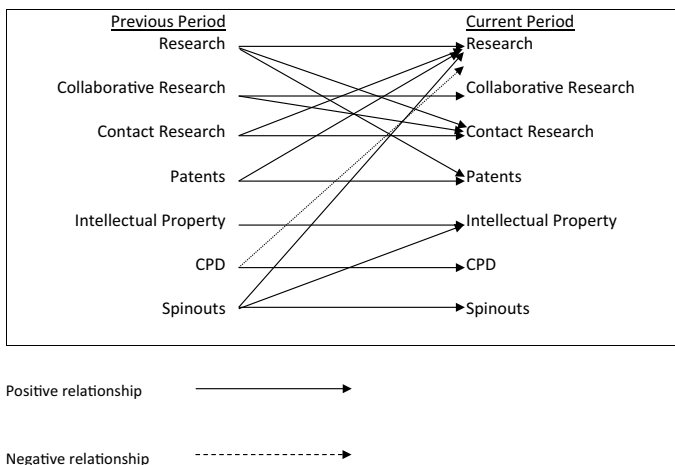 Previous Period Current Period
Research Research
Collaborative Research Collaborative Research
Contact Research Contact Research
Patents Patents
Intellectual Property Intellectual Property
CPD CPD
Spinouts Spinouts
Positive relationship
Negative relationship